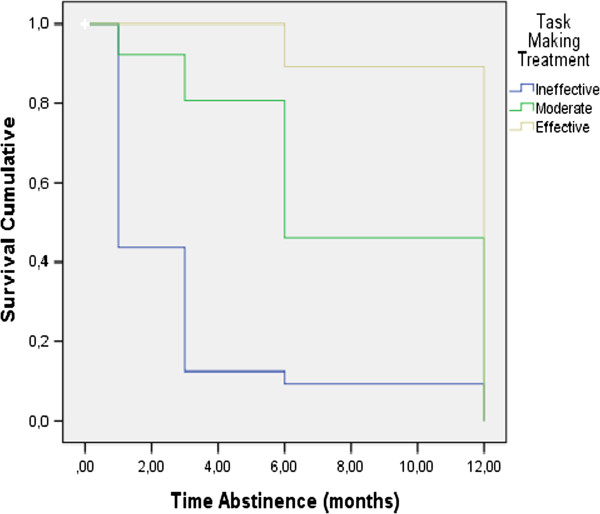 Task
Making
Treatment
Ineffective
Moderate
Effective
Survival Cumulative
1,0
0,8
0,6
0,4
0,2
0,0
,00 2,00 4,00 6,00 8,00 10,00 12,00
Time Abstinence (months)